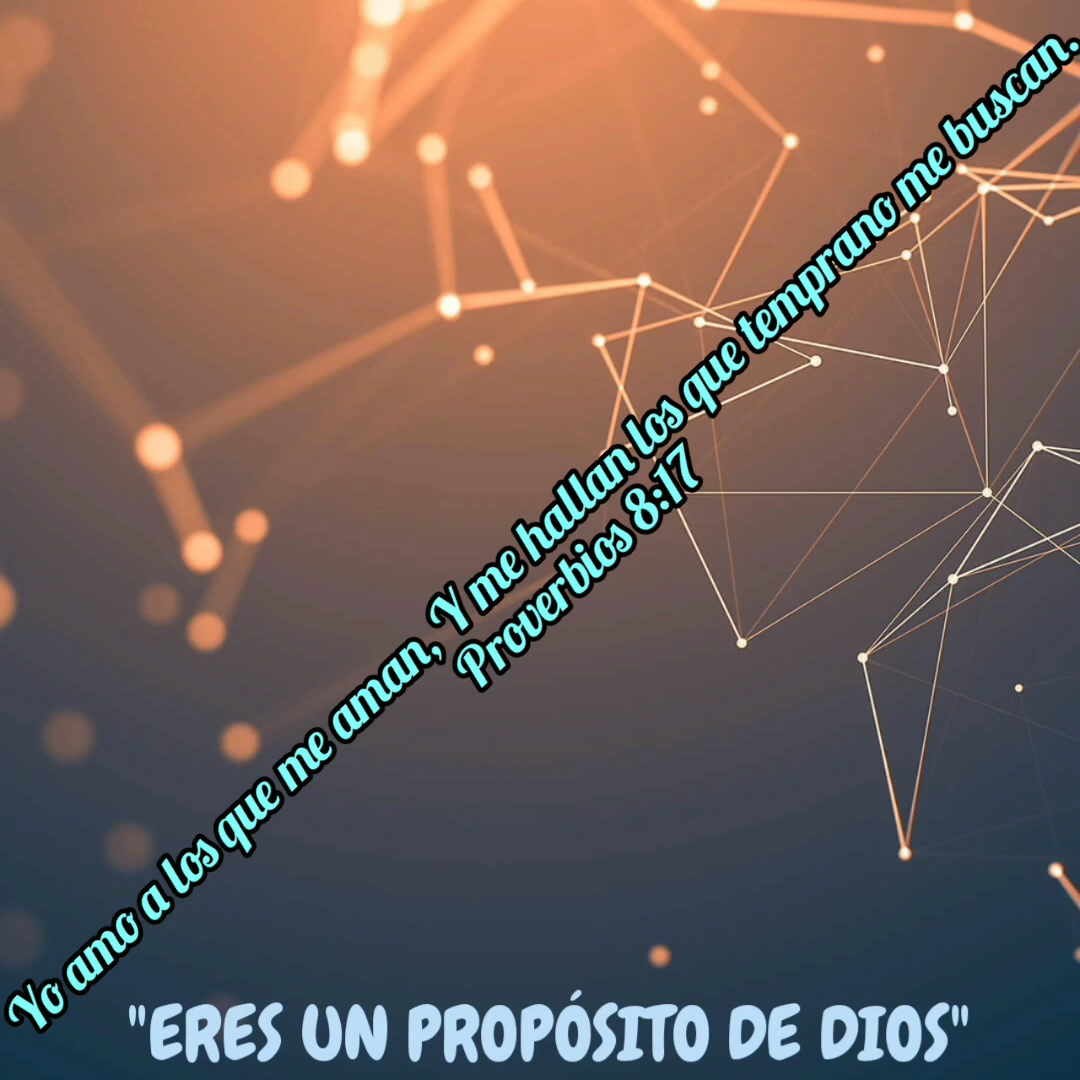 Yo amo a los que me aman, Y me hallan los que temprano me buscan.
Proverbios 8:17
"ERES UN PROPÓSITO DE DIOS"